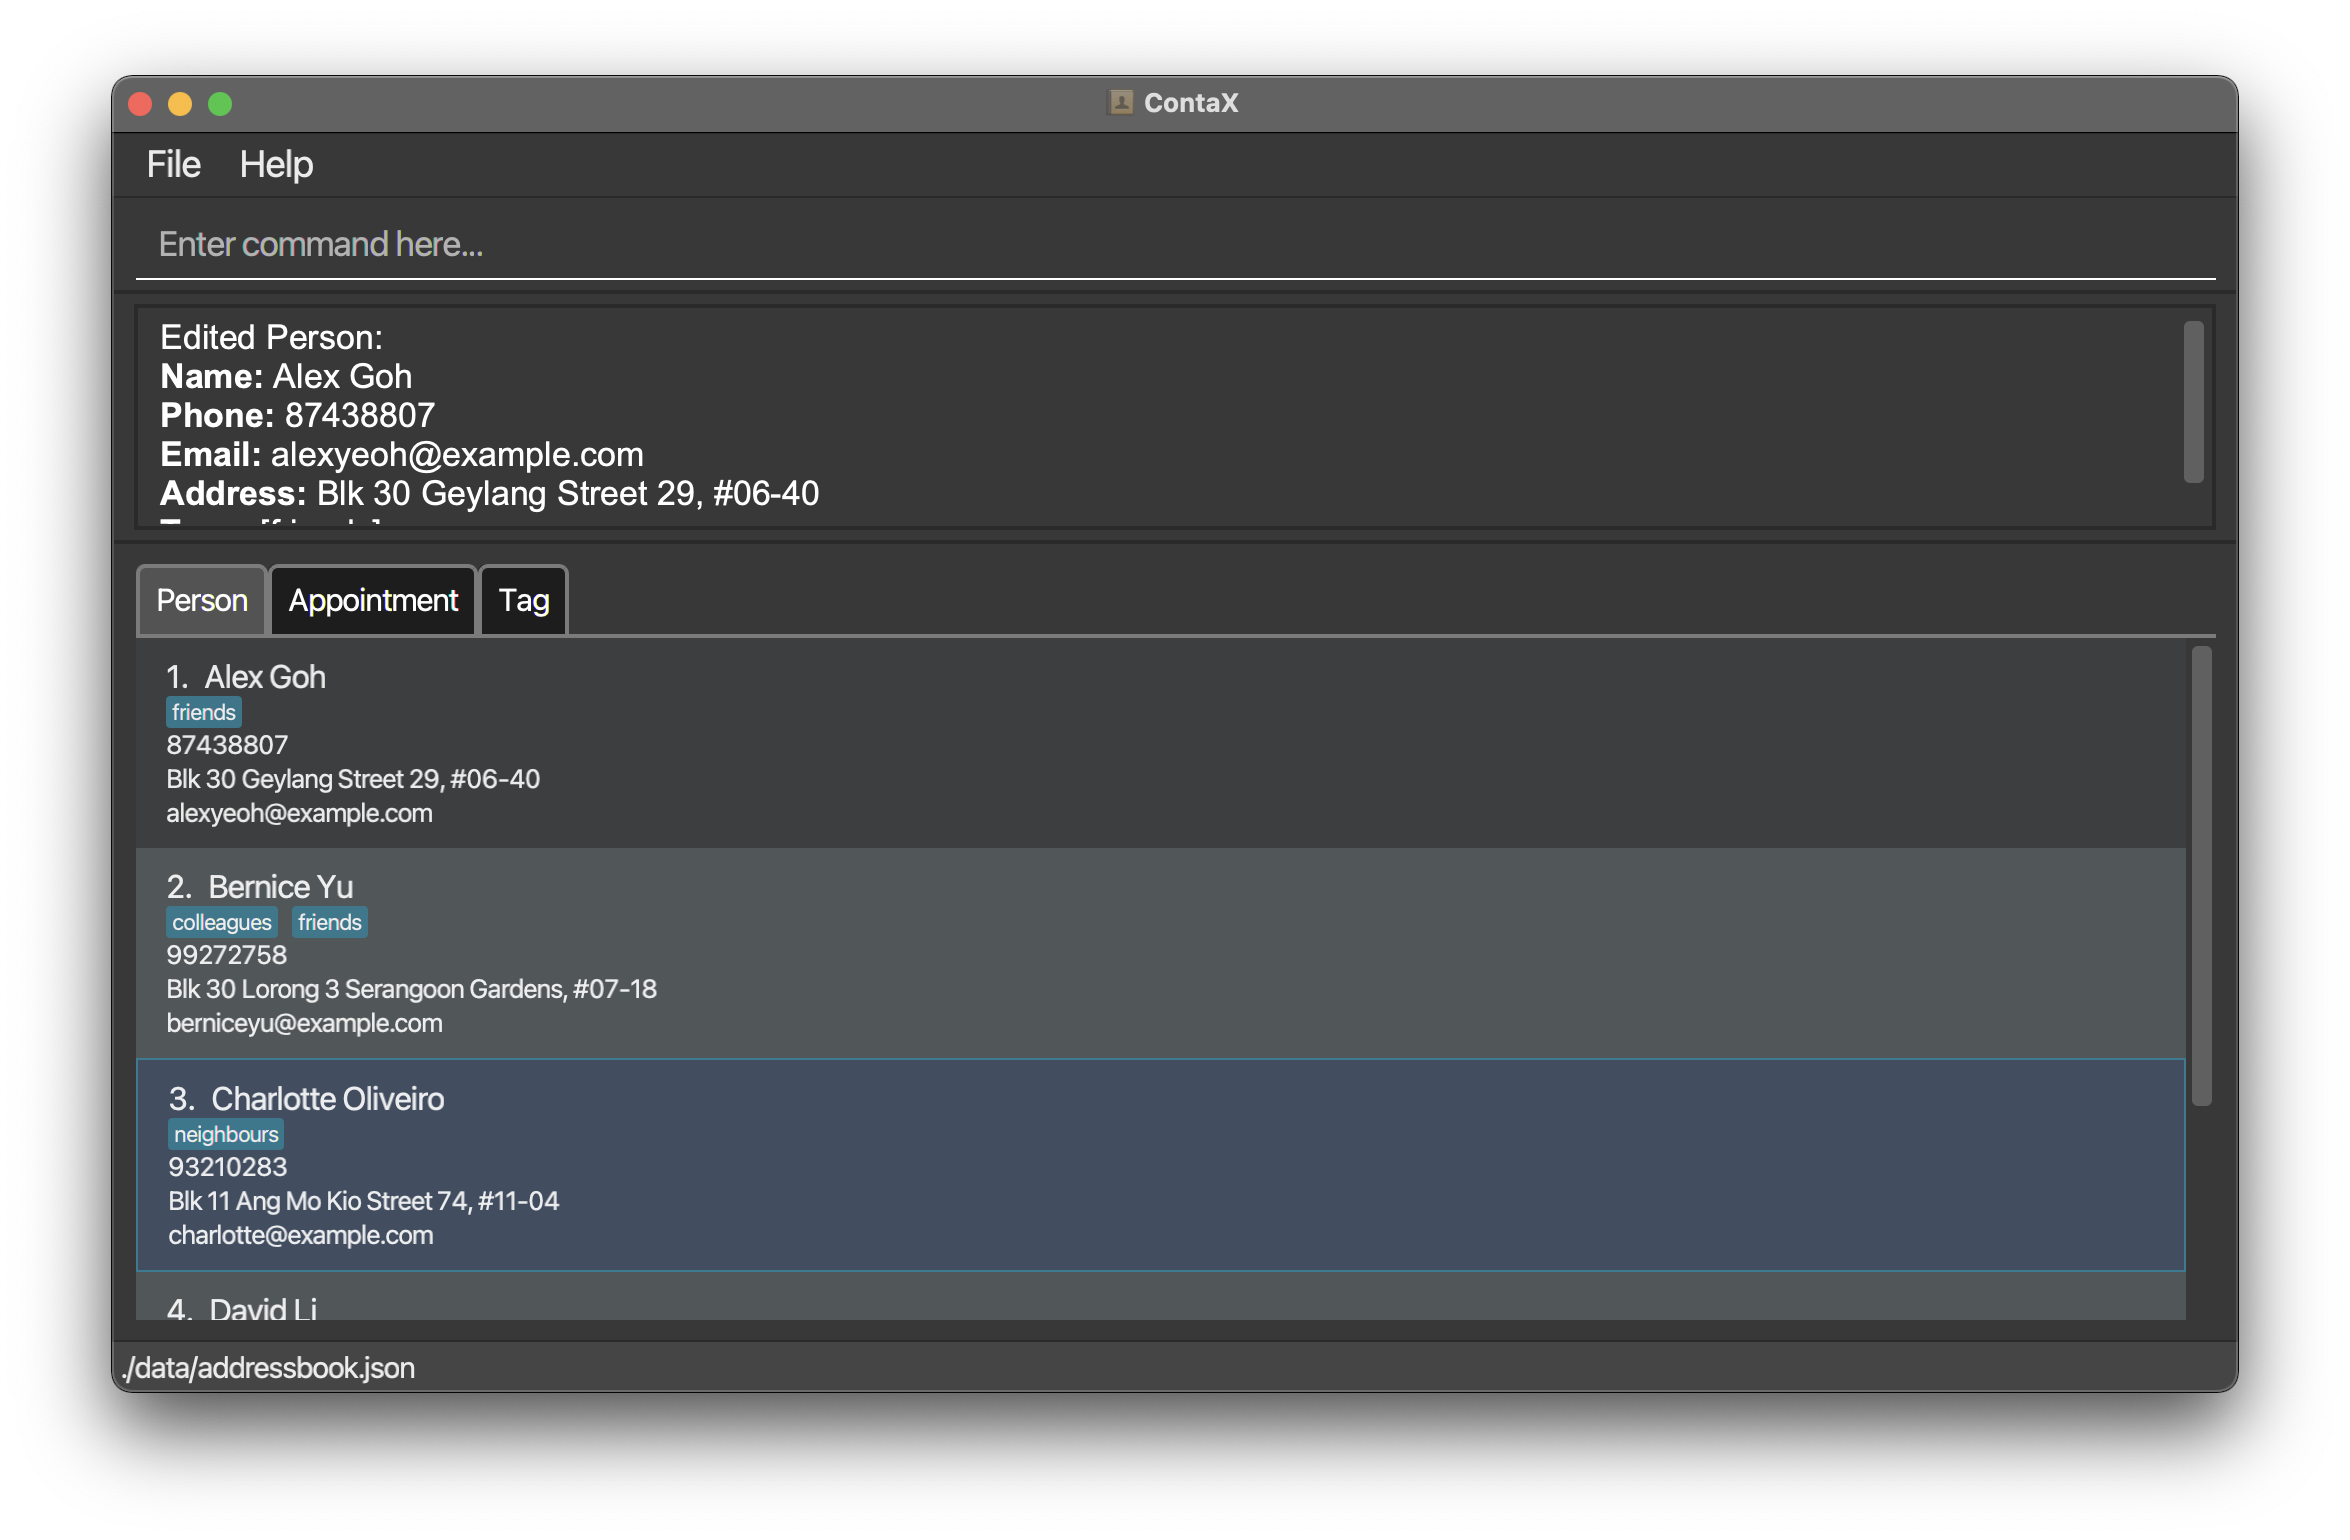 ContaX
File Help
Enter command here...
Edited Person:
Name: Alex Goh
Phone: 87438807
Email: alexyeoh@example.com
Address: Blk 30 Geylang Street 29, #06-40
Person Appointment Tag
1. Alex Goh
friends
87438807
Blk 30 Geylang Street 29, #06-40
alexyeoh@example.com
2. Bernice Yu
colleagues friends
99272758
Blk 30 Lorong 3 Serangoon Gardens, #07-18
berniceyu@example.com
3. Charlotte Oliveiro
neighbours
93210283
Blk 11 Ang Mo Kio Street 74, #11-04
charlotte@example.com
4. David Li
./data/addressbook.json